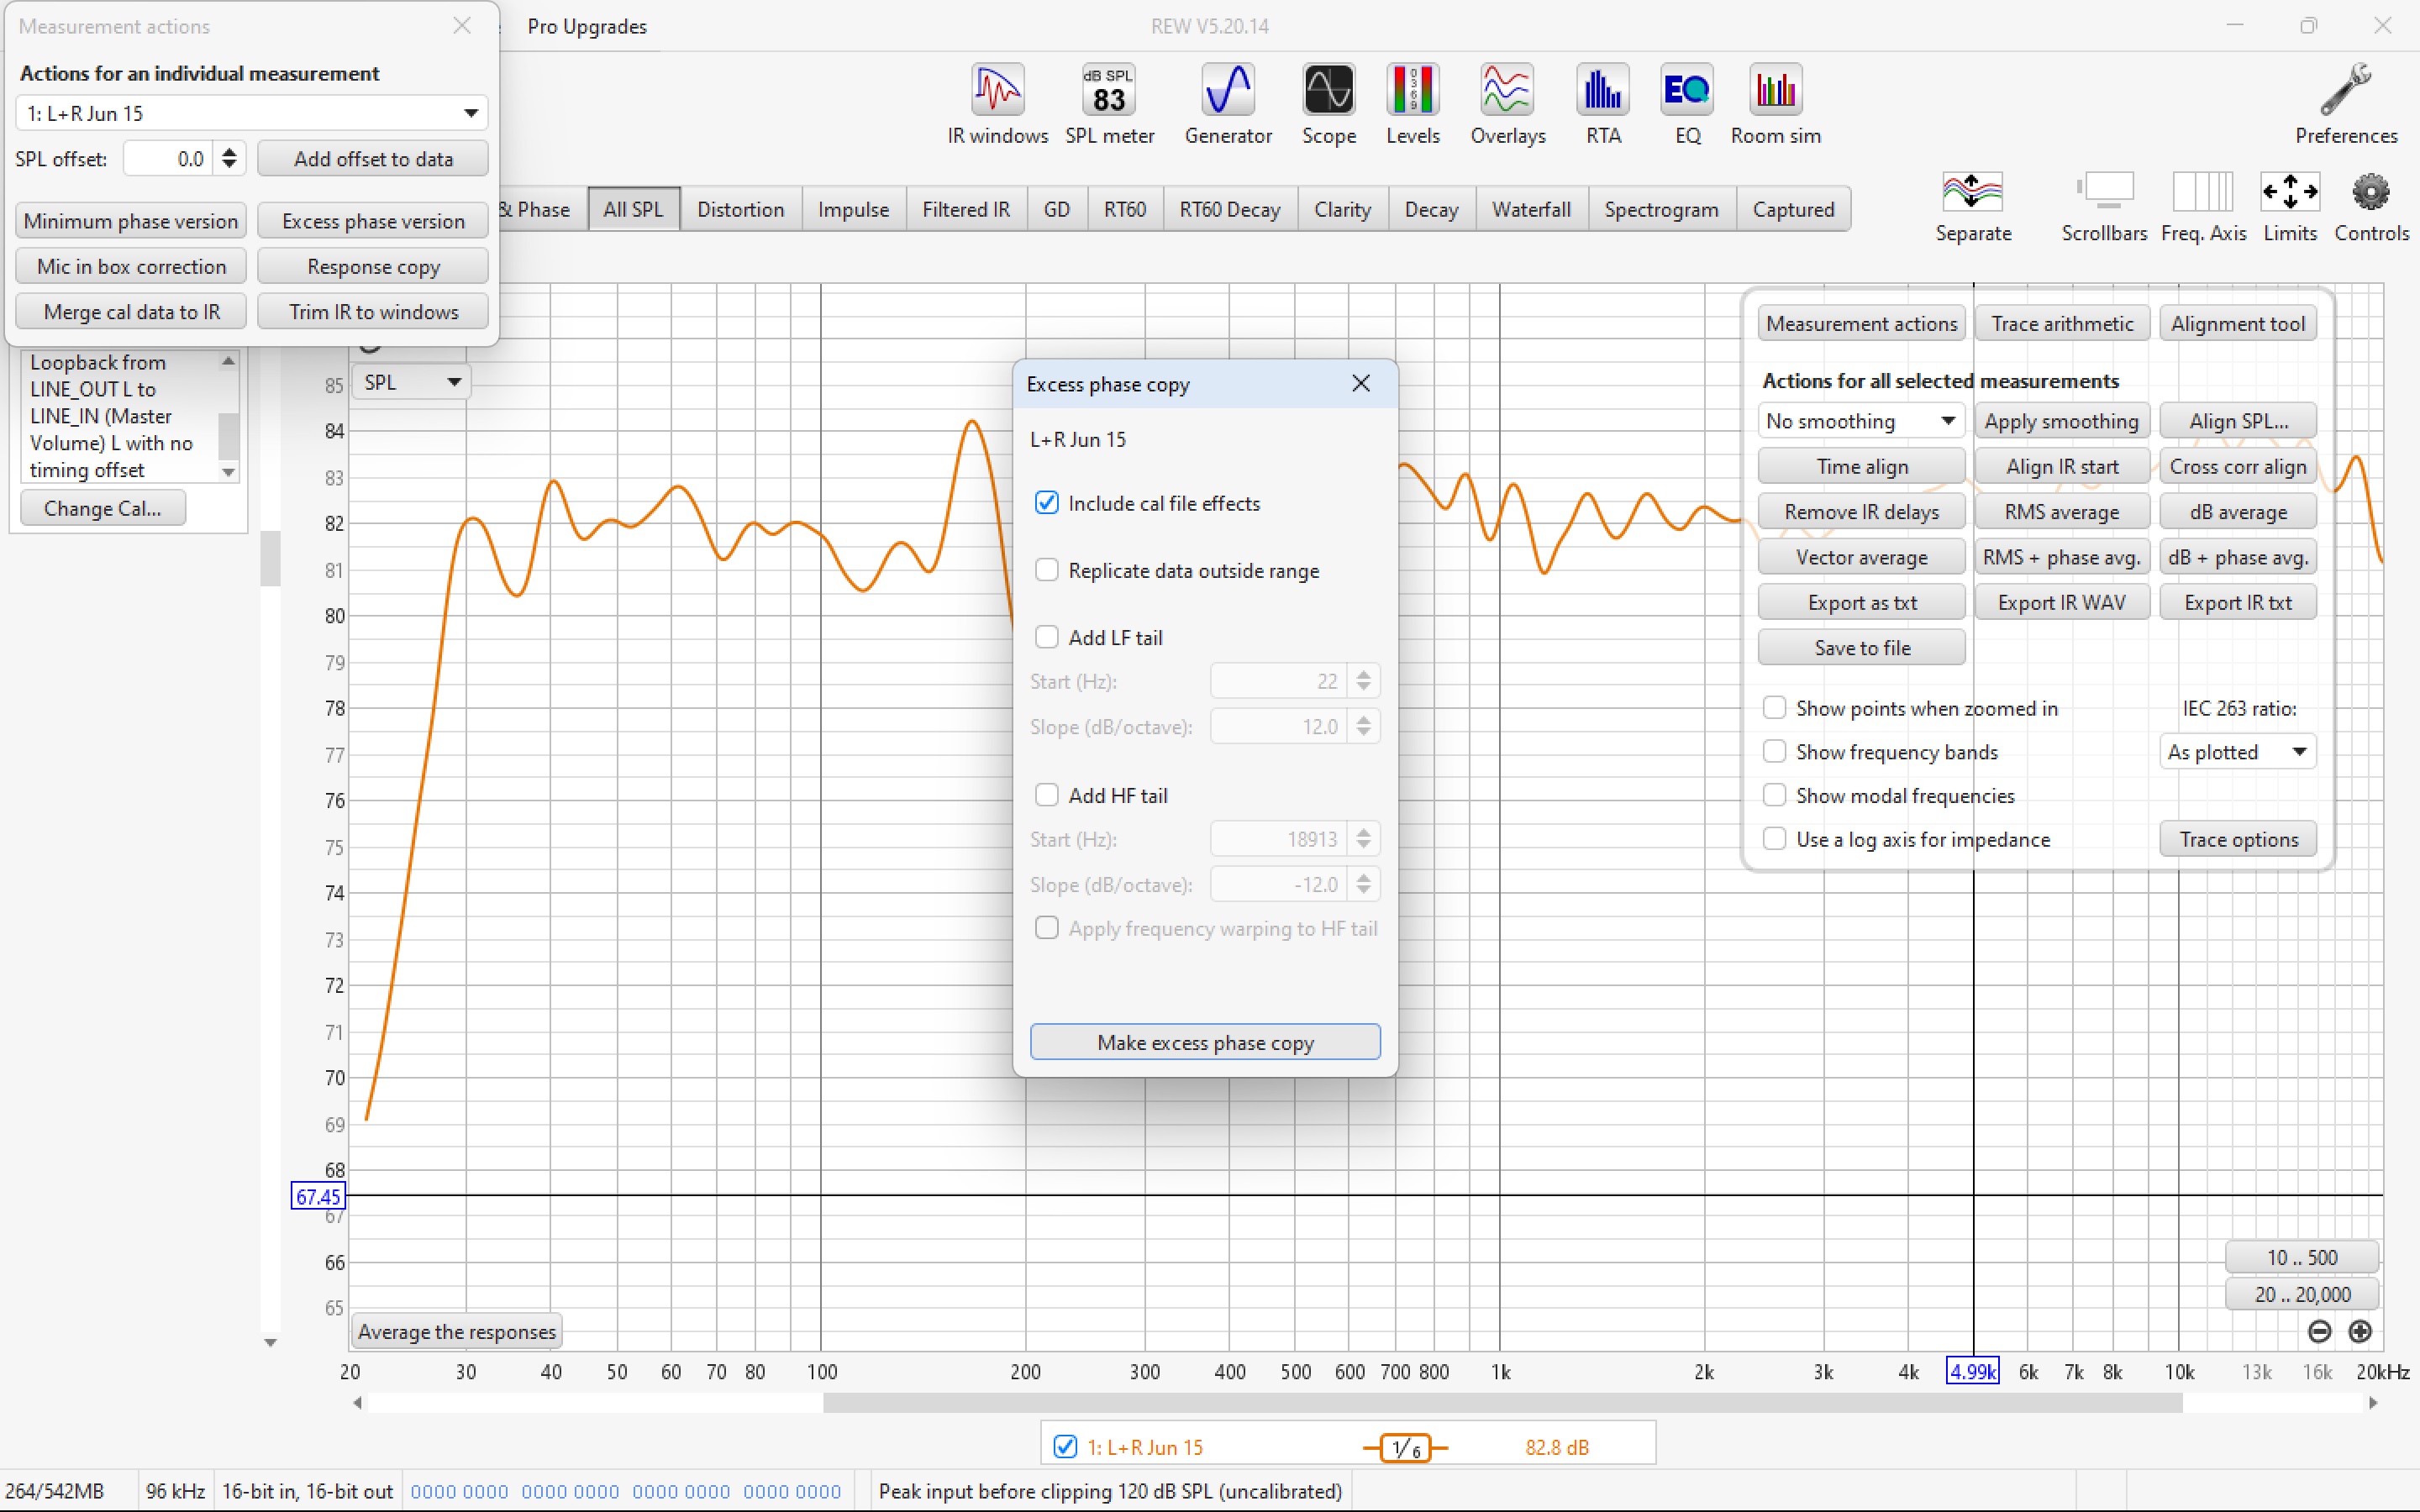 Measurement actions
Pro Upgrades
REW V5.20.14
Actions for an individual measurement
1: L+R Jun 15
SPL offset:
0.0
Add offset to data
Minimum phase version
Excess phase version
Mic in box correction
Response copy
Merge cal data to IR
Trim IR to windows
IR windows
dB SPL
83
SPL meter
Generator
Scope
0 3 6 9
Levels
Overlays
RTA
EQ
EQ
Room sim
Preferences
& Phase
All SPL
Distortion
Impulse
Filtered IR
GD
RT60
RT60 Decay
Clarity
Decay
Waterfall
Spectrogram
Captured
Separate
Scrollbars
Freq. Axis
Limits
Controls
Loopback from
LINE_OUT L to
LINE_IN (Master
Volume) L with no
timing offset
Change Cal...
SPL
85
84
83
82
81
80
79
78
77
76
75
74
73
72
71
70
69
68
67.45
67
66
65
Excess phase copy
L+R Jun 15
Include cal file effects
Replicate data outside range
Add LF tail
Start (Hz):
22
Slope (dB/octave):
12.0
Add HF tail
Start (Hz):
18913
Slope (dB/octave):
-12.0
Apply frequency warping to HF tail
Make excess phase copy
Measurement actions
Trace arithmetic
Alignment tool
Actions for all selected measurements
No smoothing
Apply smoothing
Align SPL...
Time align
Align IR start
Cross corr align
Remove IR delays
RMS average
dB average
Vector average
RMS + phase avg.
dB + phase avg.
Export as txt
Export IR WAV
Export IR txt
Save to file
Show points when zoomed in
IEC 263 ratio:
Show frequency bands
As plotted
Show modal frequencies
Use a log axis for impedance
Trace options
10 .. 500
20 .. 20,000
Average the responses
20
30
40
50
60
70
80
100
200
300
400
500
600
700
800
1k
2k
3k
4k
4.99k
6k
7k
8k
10k
13k
16k
20kHz
1: L+R Jun 15
1/6
82.8 dB
264/542MB
96 kHz
16-bit in, 16-bit out
0000 0000 0000 0000 0000 0000 0000 0000
Peak input before clipping 120 dB SPL (uncalibrated)